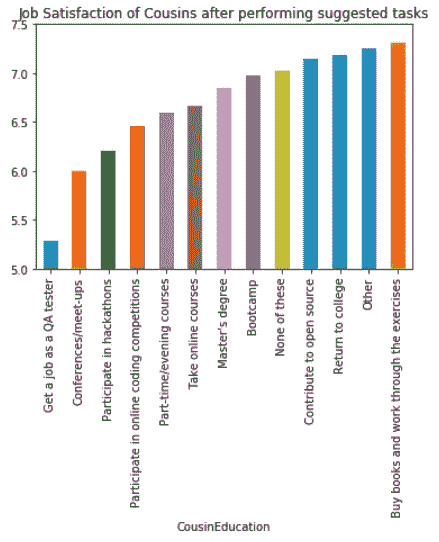 Job Satisfaction of Cousins after performing suggested tasks
7.5
7.0
6.5
6.0
5.5
5.0
Get a job as a QA tester
Conferences/meet-ups
Participate in hackathons
Participate in online coding competitions
Part-time/evening courses
Take online courses
Master's degree
Bootcamp
None of these
Contribute to open source
Return to college
Other
Buy books and work through the exercises
CousinEducation